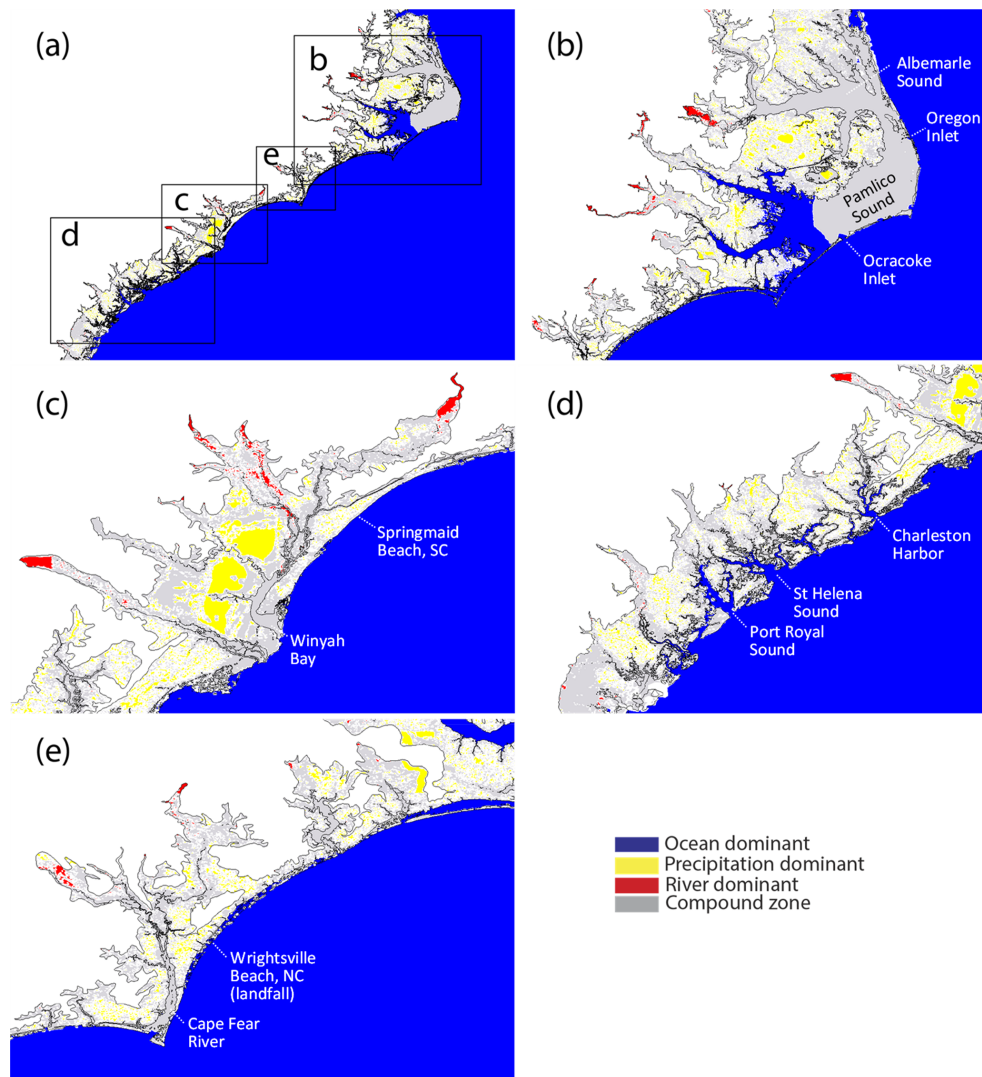 (a)
b
e
c
d
(b)
Albemarle
Sound
Oregon
Inlet
Pamlico
Sound
Ocracoke
Inlet
(c)
Springmaid
Beach, SC
Winyah
Bay
(d)
Charleston
Harbor
St Helena
Sound
Port Royal
Sound
(e)
Wrightsville
Beach, NC
(landfall)
Cape Fear
River
Ocean dominant
Precipitation dominant
River dominant
Compound zone